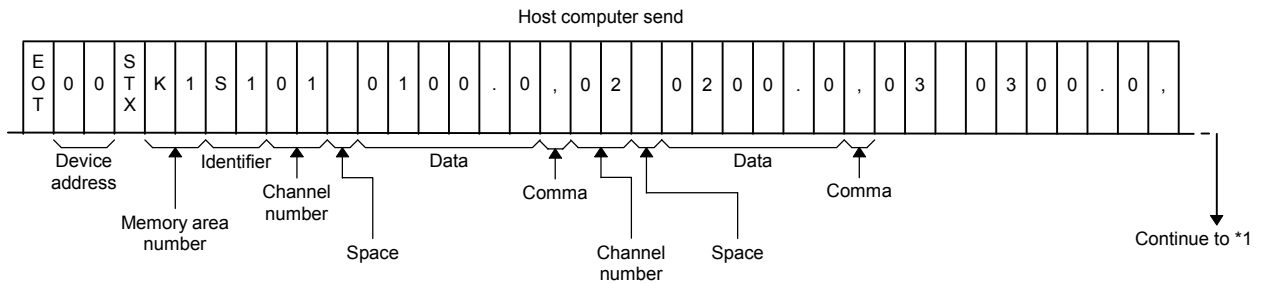 Host computer send
EOT 0 0 STX K 1 S 1 0 1 0 1 0 0 . 0 , 0 2 0 2 0 0 . 0 , 0 3 0 3 0 0 . 0 ,
Device address
Identifier
Data
Data
Memory area number
Channel number
Space
Comma
Channel number
Space
Comma
Continue to *1